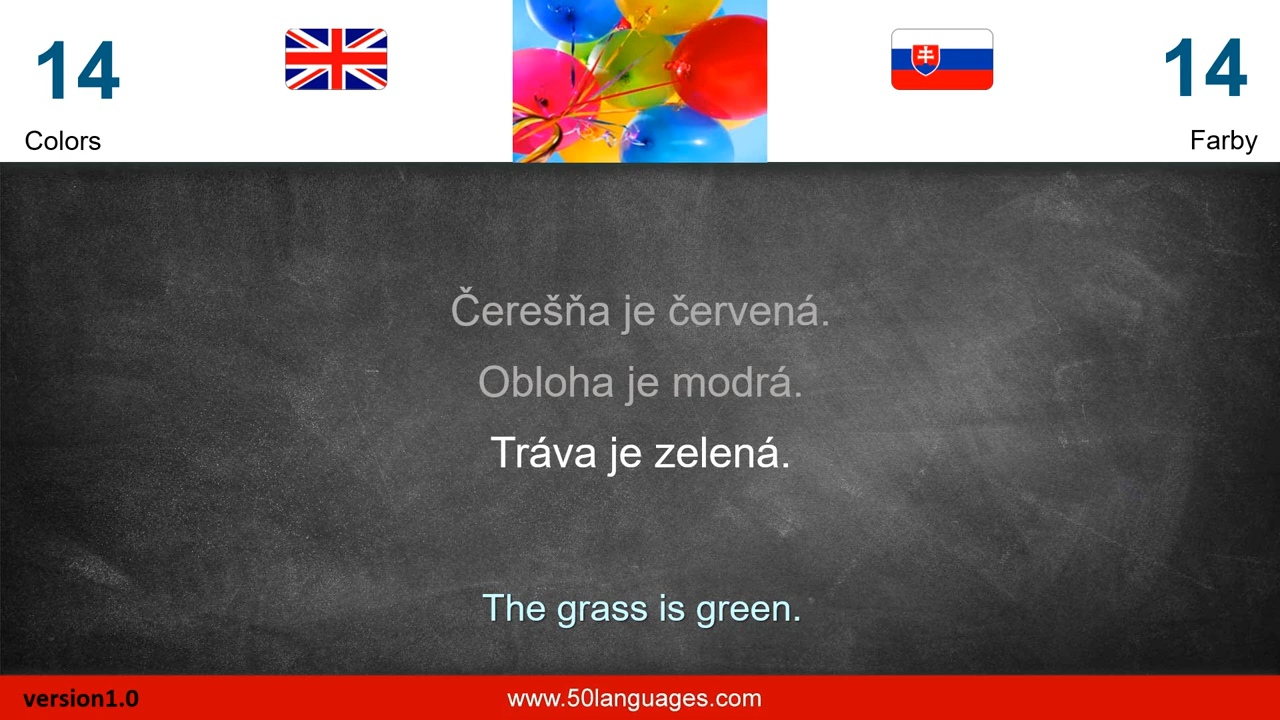 14
14
Colors
Farby
Čerešňa je červená.
Obloha je modrá.
Tráva je zelená.
The grass is green.
version1.0
www.50languages.com